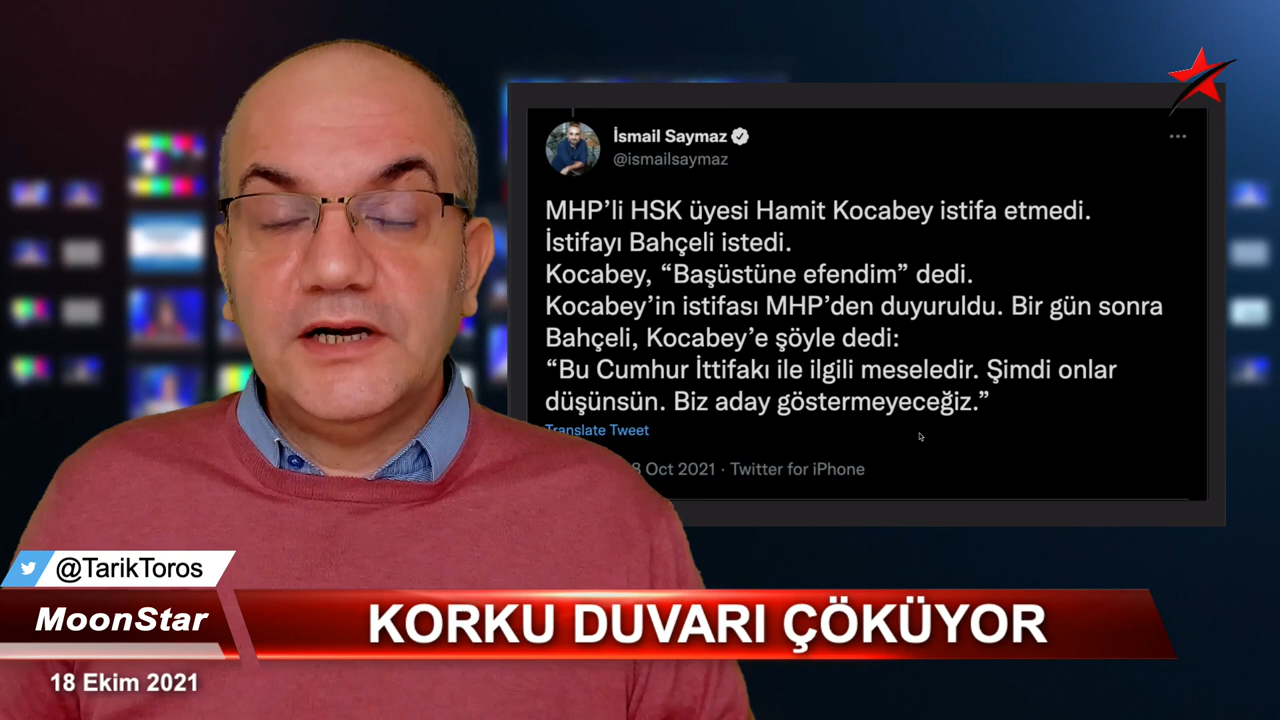 İsmail Saymaz
@ismailsaymaz
MHP’li HSK üyesi Hamit Kocabey istifa etmedi.
İstifayı Bahçeli istedi.
Kocabey, “Başüstüne efendim” dedi.
Kocabey’in istifası MHP’den duyuruldu. Bir gün sonra
Bahçeli, Kocabey’e şöyle dedi:
“Bu Cumhur İttifakı ile ilgili meseledir. Şimdi onlar
düşünsün. Biz aday göstermeyeceğiz.”
Translate Tweet
Oct 2021 · Twitter for iPhone
@TarikToros
MoonStar
KORKU DUVARI ÇÖKÜYOR
18 Ekim 2021